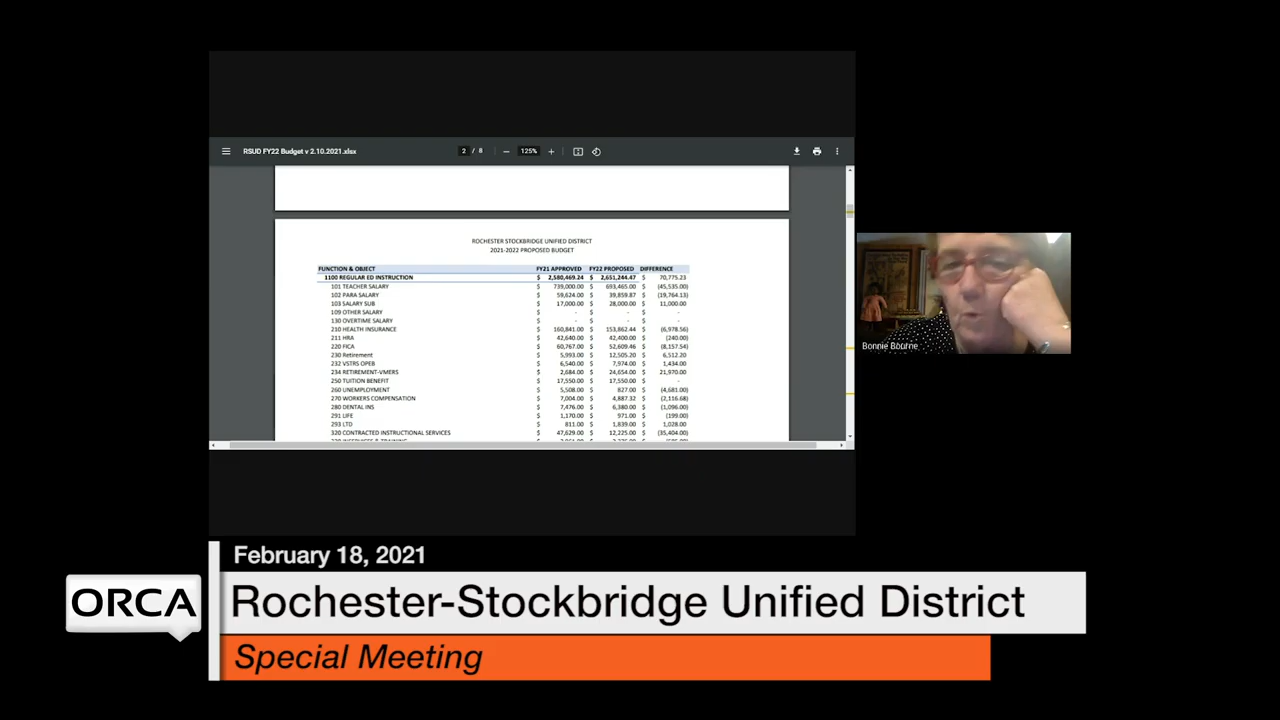 RSUD FY22 Budget v 2.10.2021.xlsx 2 / 8 125%
ROCHESTER STOCKBRIDGE UNIFIED DISTRICT
2021-2022 PROPOSED BUDGET
FUNCTION & OBJECT FY21 APPROVED FY22 PROPOSED DIFFERENCE
1100 REGULAR ED INSTRUCTION $ 2,580,469.24 $ 2,651,244.47 $ 70,775.23
101 TEACHER SALARY $ 739,000.00 $ 693,465.00 $ (45,535.00)
102 PARA SALARY $ 59,624.00 $ 39,859.87 $ (19,764.13)
103 SALARY SUB $ 17,000.00 $ 28,000.00 $ 11,000.00
109 OTHER SALARY $ - $ - $ -
130 OVERTIME SALARY $ - $ - $ -
210 HEALTH INSURANCE $ 160,841.00 $ 153,862.44 $ (6,978.56)
211 HRA $ 42,640.00 $ 42,400.00 $ (240.00)
220 FICA $ 60,767.00 $ 52,609.46 $ (8,157.54)
230 Retirement $ 5,993.00 $ 12,505.20 $ 6,512.20
232 VSTRS OPEB $ 6,540.00 $ 7,974.00 $ 1,434.00
234 RETIREMENT-VMERS $ 2,684.00 $ 24,654.00 $ 21,970.00
250 TUITION BENEFIT $ 17,550.00 $ 17,550.00 $ -
260 UNEMPLOYMENT $ 5,508.00 $ 827.00 $ (4,681.00)
270 WORKERS COMPENSATION $ 7,004.00 $ 4,887.32 $ (2,116.68)
280 DENTAL INS $ 7,476.00 $ 6,380.00 $ (1,096.00)
291 LIFE $ 1,170.00 $ 971.00 $ (199.00)
293 LTD $ 811.00 $ 1,839.00 $ 1,028.00
320 CONTRACTED INSTRUCTIONAL SERVICES $ 47,629.00 $ 12,225.00 $ (35,404.00)
Bonnie Bourne
February 18, 2021
ORCA
Rochester-Stockbridge Unified District
Special Meeting